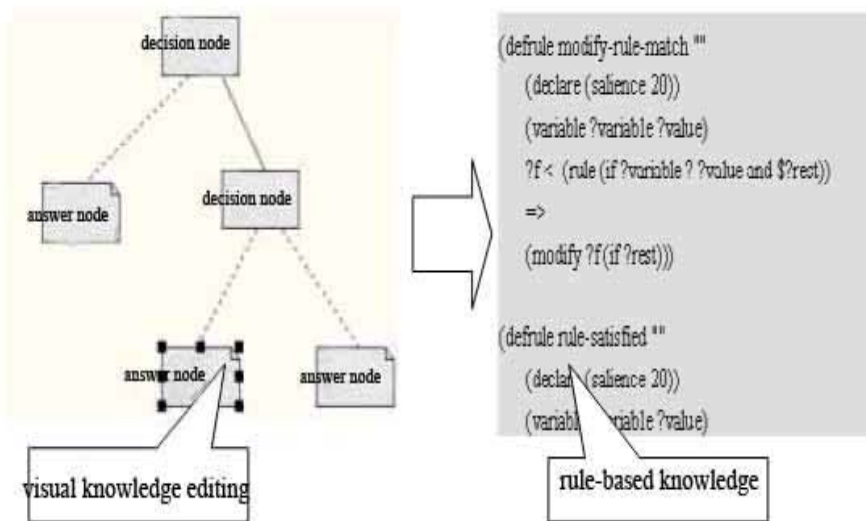 decision node
answer node
decision node
answer node
answer node
visual knowledge editing
(defrule modify-rule-match ""
(declare (salience 20))
(variable ?variable ?value)
?f < (rule (if ?variable ? ?value and $?rest))
=>
(modify ?f (if ?rest)))
(defrule rule-satisfied ""
(declare (salience 20))
(variable ?variable ?value)
rule-based knowledge